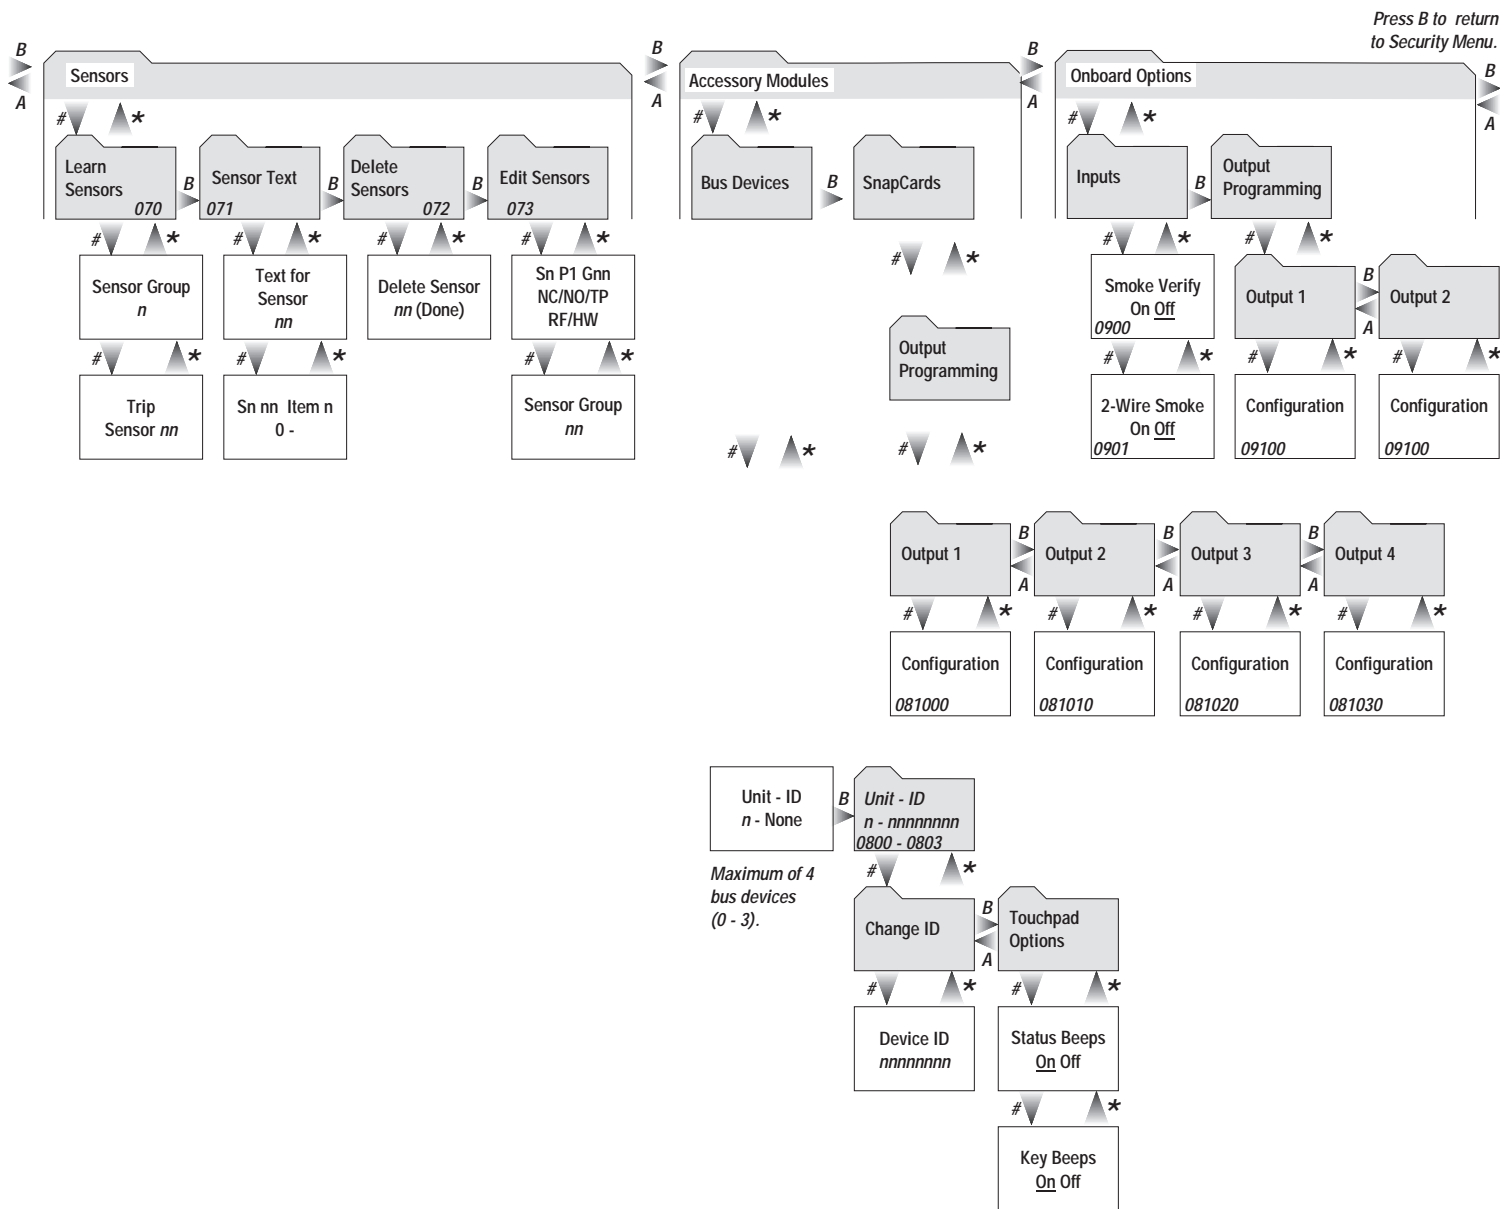 Press B to return
to Security Menu.
B
A
Sensors
B
A
Accessory Modules
B
A
Onboard Options
B
A
# *
# *
# *
Learn
Sensors
070
B
Sensor Text
071
B
Delete
Sensors
072
B
Edit Sensors
073
Bus Devices
B
SnapCards
Inputs
B
Output
Programming
# *
# *
# *
# *
# *
# *
# *
Sensor Group
n
Text for
Sensor
nn
Delete Sensor
nn (Done)
Sn P1 Gnn
NC/NO/TP
RF/HW
Smoke Verify
On Off
0900
Output 1
B
A
Output 2
# *
# *
# *
# *
# *
# *
Output
Programming
Trip
Sensor nn
Sn nn Item n
0 -
Sensor Group
nn
2-Wire Smoke
On Off
0901
Configuration
09100
Configuration
09100
# *
# *
Output 1
B
A
Output 2
B
A
Output 3
B
A
Output 4
# *
# *
# *
# *
Configuration
081000
Configuration
081010
Configuration
081020
Configuration
081030
Unit - ID
n - None
B
Unit - ID
n - nnnnnnnn
0800 - 0803
Maximum of 4
bus devices
(0 - 3).
# *
Change ID
B
A
Touchpad
Options
# *
# *
Device ID
nnnnnnnn
Status Beeps
On Off
# *
Key Beeps
On Off